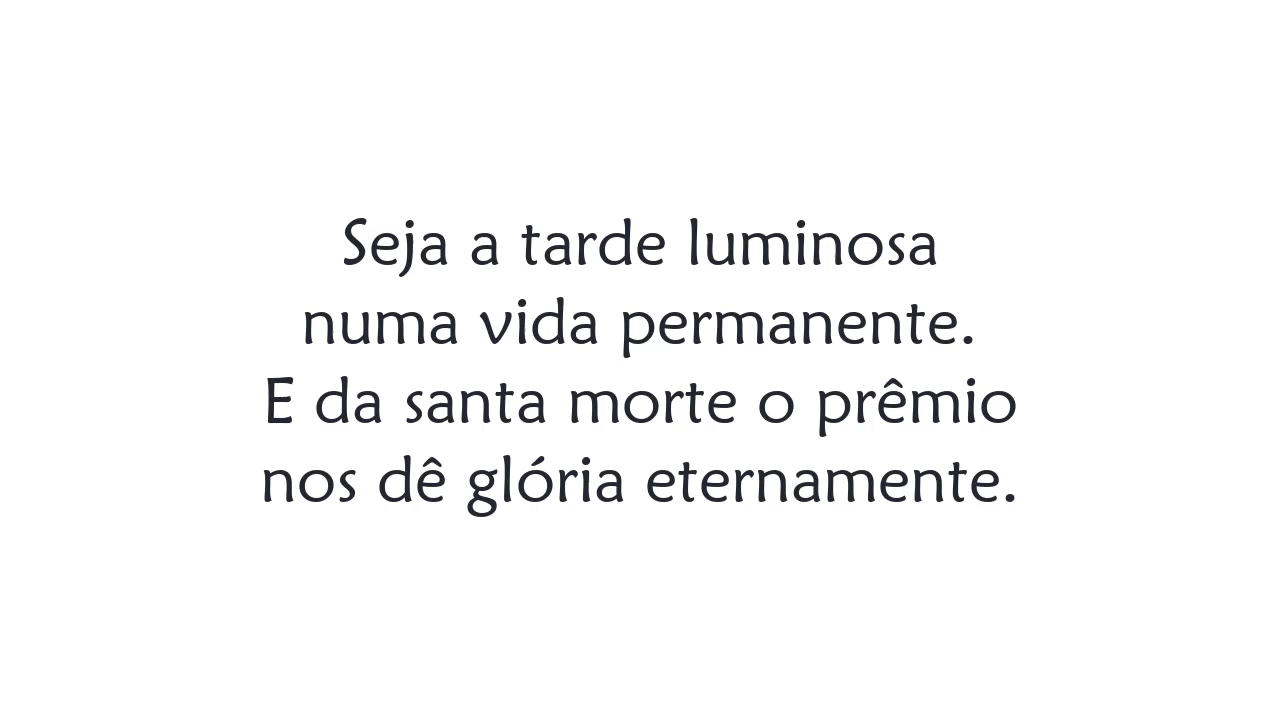 Seja a tarde luminosa
numa vida permanente.
E da santa morte o prêmio
nos dê glória eternamente.